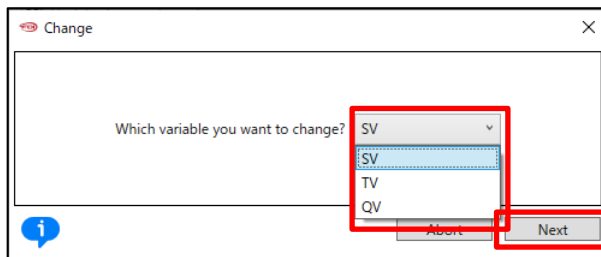 Change
Which variable you want to change? SV
SV
TV
QV
Abort Next